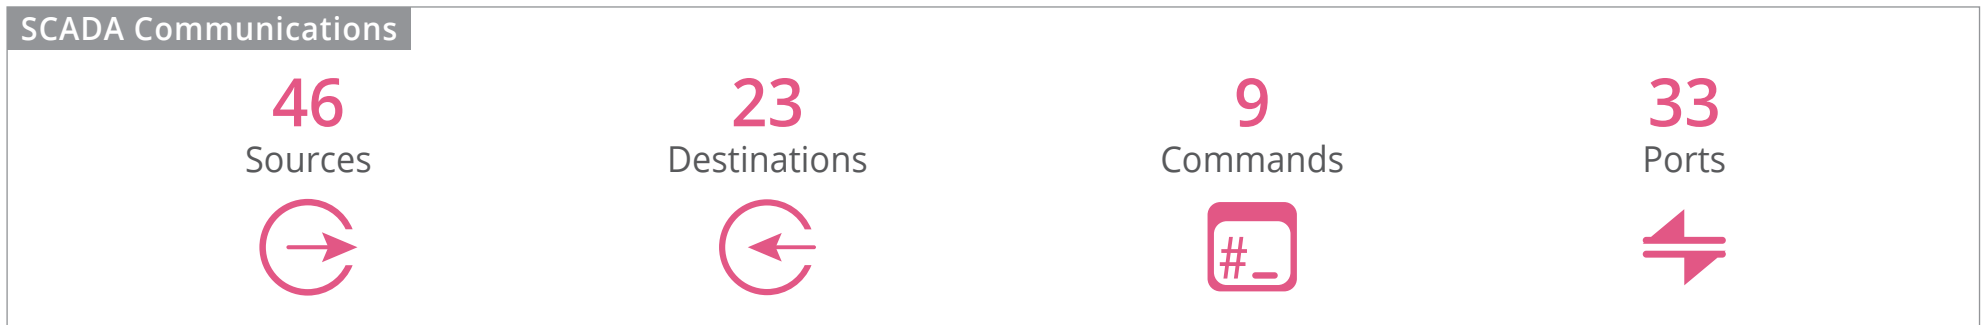 SCADA Communications
46 23 9 33
Sources Destinations Commands Ports
#_